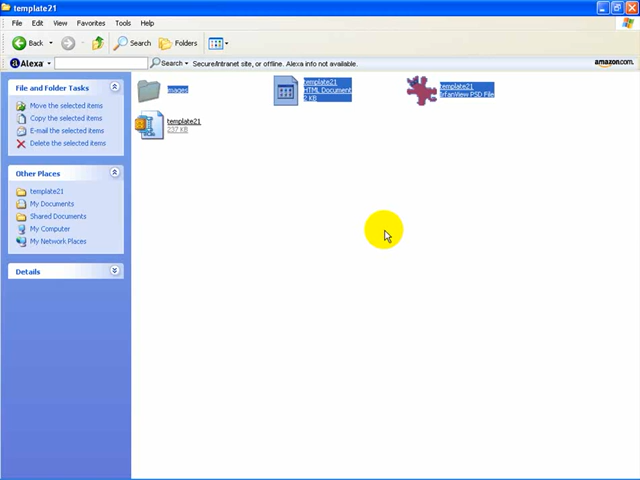 template21
File Edit View Favorites Tools Help
Back Search Folders
Alexa Search Secure/Intranet site, or offline. Alexa info not available. amazon.com.
File and Folder Tasks
Move the selected items
Copy the selected items
E-mail the selected items
Delete the selected items
Other Places
template21
My Documents
Shared Documents
My Computer
My Network Places
Details
images
template21
HTML Document
2 KB
template21
IrfanView PSD File
template21
237 KB